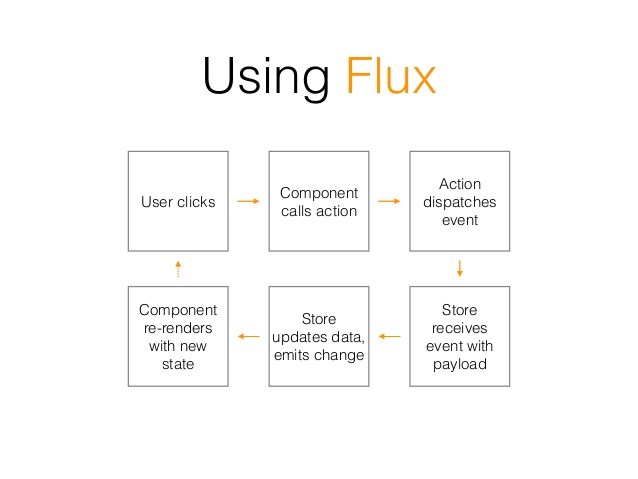 Using Flux
User clicks
Component
calls action
Action
dispatches
event
Component
re-renders
with new
state
Store
updates data,
emits change
Store
receives
event with
payload